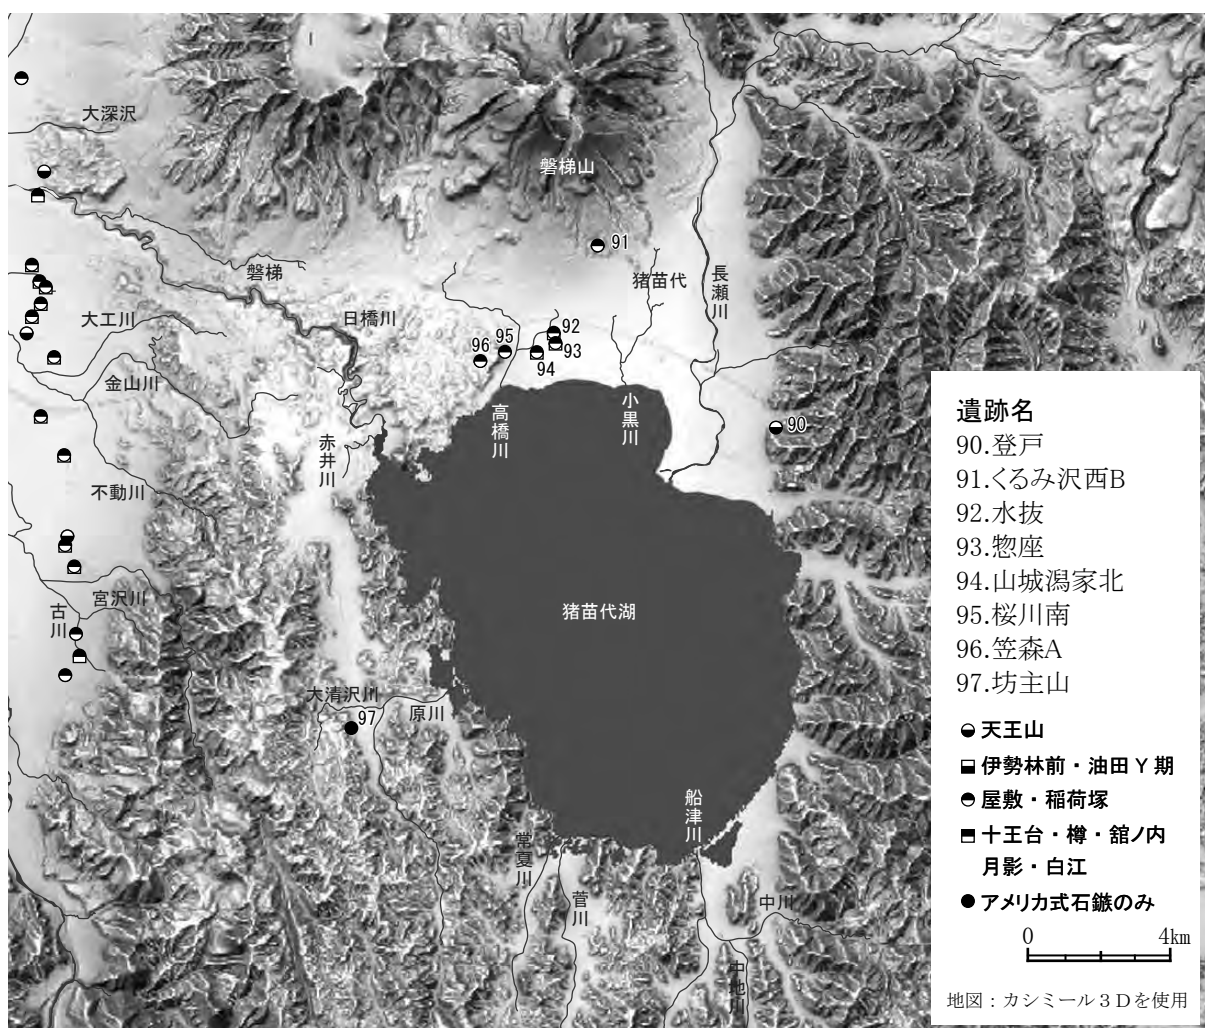 大深沢
磐梯山
91
磐梯
猪苗代
長瀬川
日橋川
大工川
92
95
96
93
94
金山川
高橋川
小黒川
90
赤井川
不動川
宮沢川
古川
猪苗代湖
大清沢川
97
原川
船津川
常夏川
菅川
中川
中地川
遺跡名
90.登戸
91.くるみ沢西B
92.水抜
93.惣座
94.山城潟家北
95.桜川南
96.笠森A
97.坊主山
天王山
伊勢林前・油田Y期
屋敷・稲荷塚
十王台・樽・舘ノ内
月影・白江
アメリカ式石鏃のみ
0 4km
地図：カシミール3Dを使用